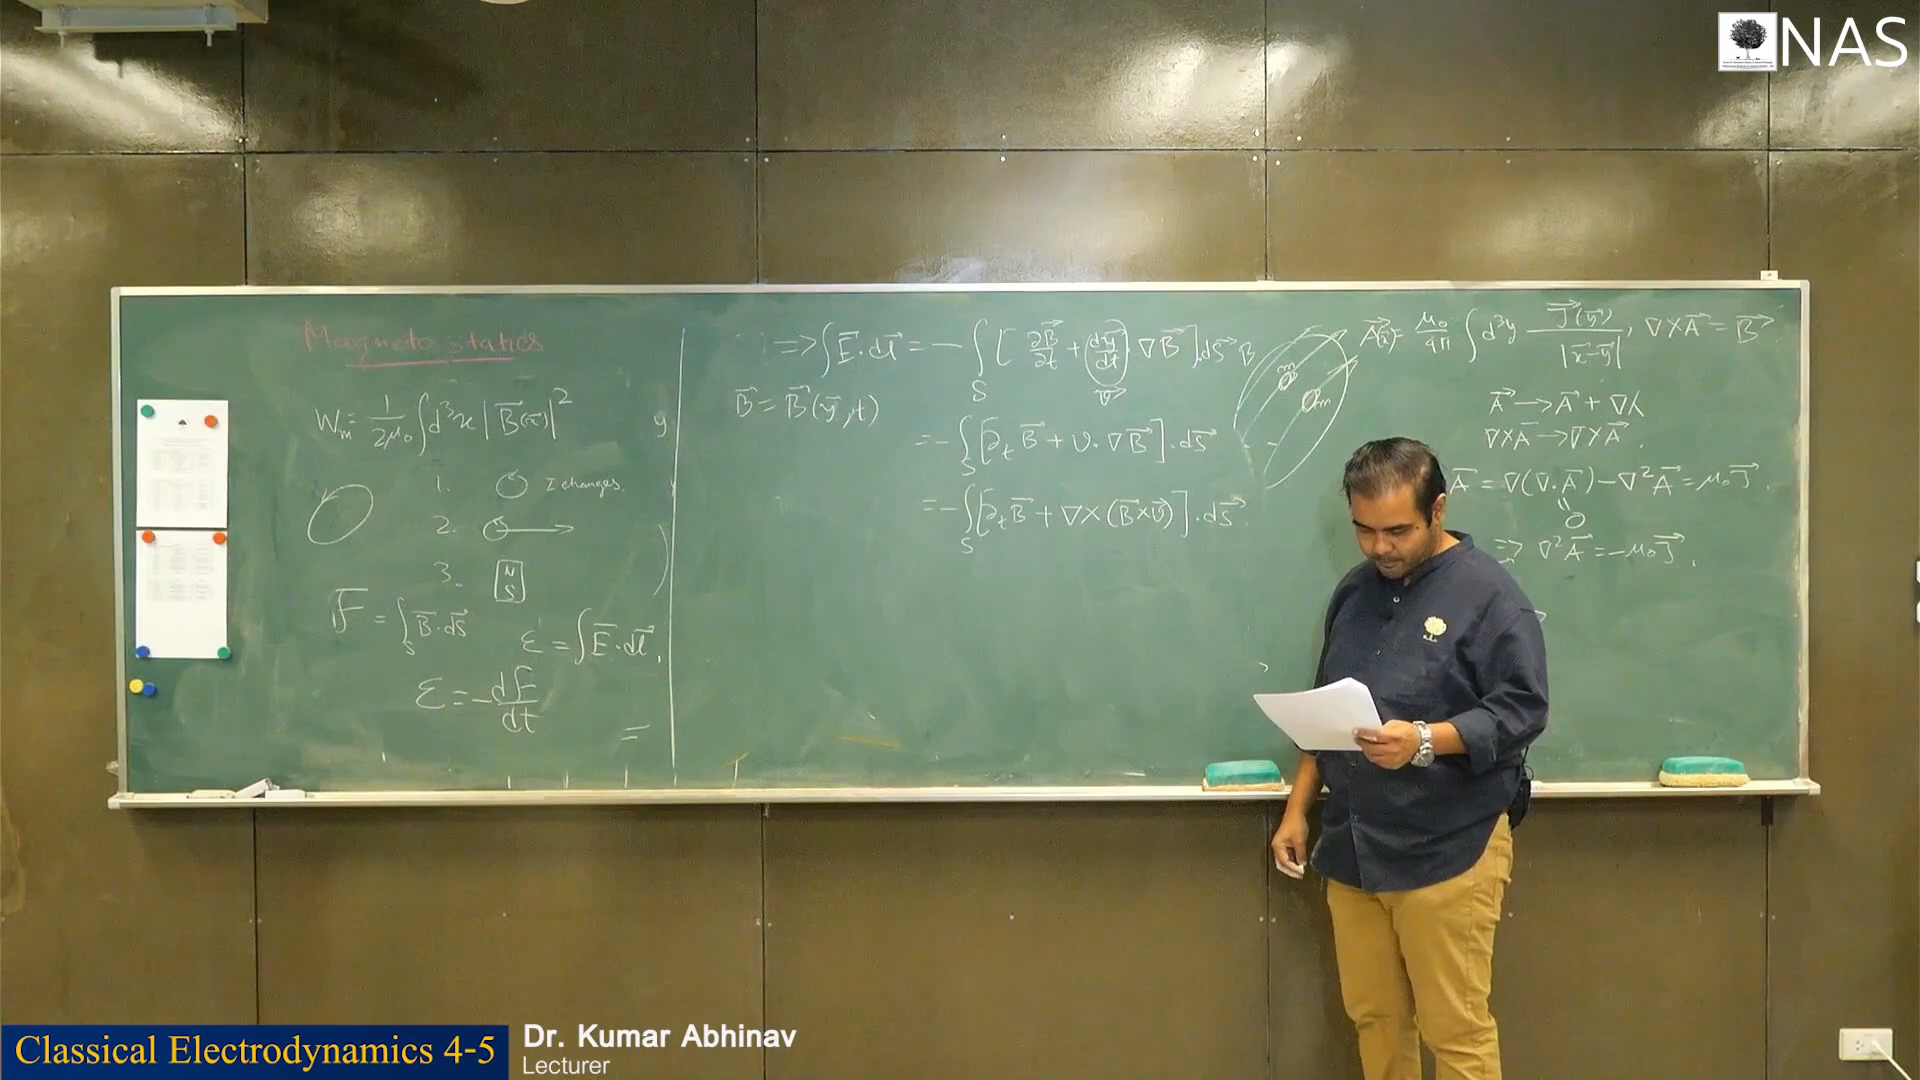 NAS
Magnetostatics
W_m = 1/2μ₀ ∫d³x |B⃗(x⃗)|²
1. I changes.
2.
3. N S
F = ∫_S B⃗·ds⃗
ε = ∫E⃗·dl⃗,
ε = -dF/dt
=
⇒ ∫E⃗·dl⃗ = -∫_S [∂B⃗/∂t + dy⃗/dt·∇B⃗]·ds⃗
v⃗
B⃗ = B⃗(y⃗,t)
= -∫_S [∂_t B⃗ + v·∇B⃗]·ds⃗
= -∫_S [∂_t B⃗ + ∇×(B⃗×v⃗)]·ds⃗
B
m
m
A⃗(x⃗) = μ₀/4π ∫d³y J⃗(y⃗)/|x⃗-y⃗|, ∇×A⃗ = B⃗
A⃗ → A⃗ + ∇λ
∇×A⃗ → ∇×A⃗.
A⃗ = ∇(∇·A⃗) - ∇²A⃗ = μ₀J⃗.
"
0
⇒ ∇²A⃗ = -μ₀J⃗.
Classical Electrodynamics 4-5
Dr. Kumar Abhinav
Lecturer